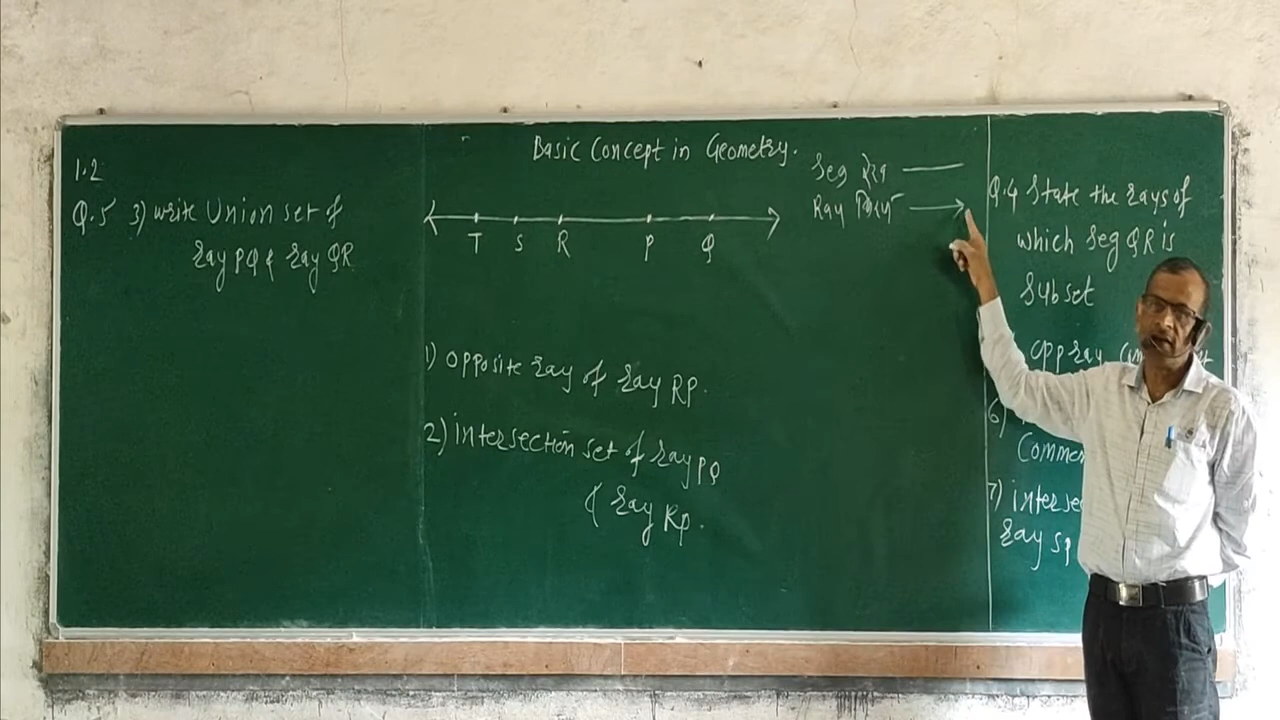 Basic Concept in Geometry.
1.2
Q.5 3) write Union set of
ray PQ & ray QR
T S R P Q
Seg रेख
Ray किरण
1) opposite ray of ray RP.
2) intersection set of ray PQ
& ray RP.
Q.4 State the rays of
which seg QR is
Subset
opp ray
6)
7)
ray SP